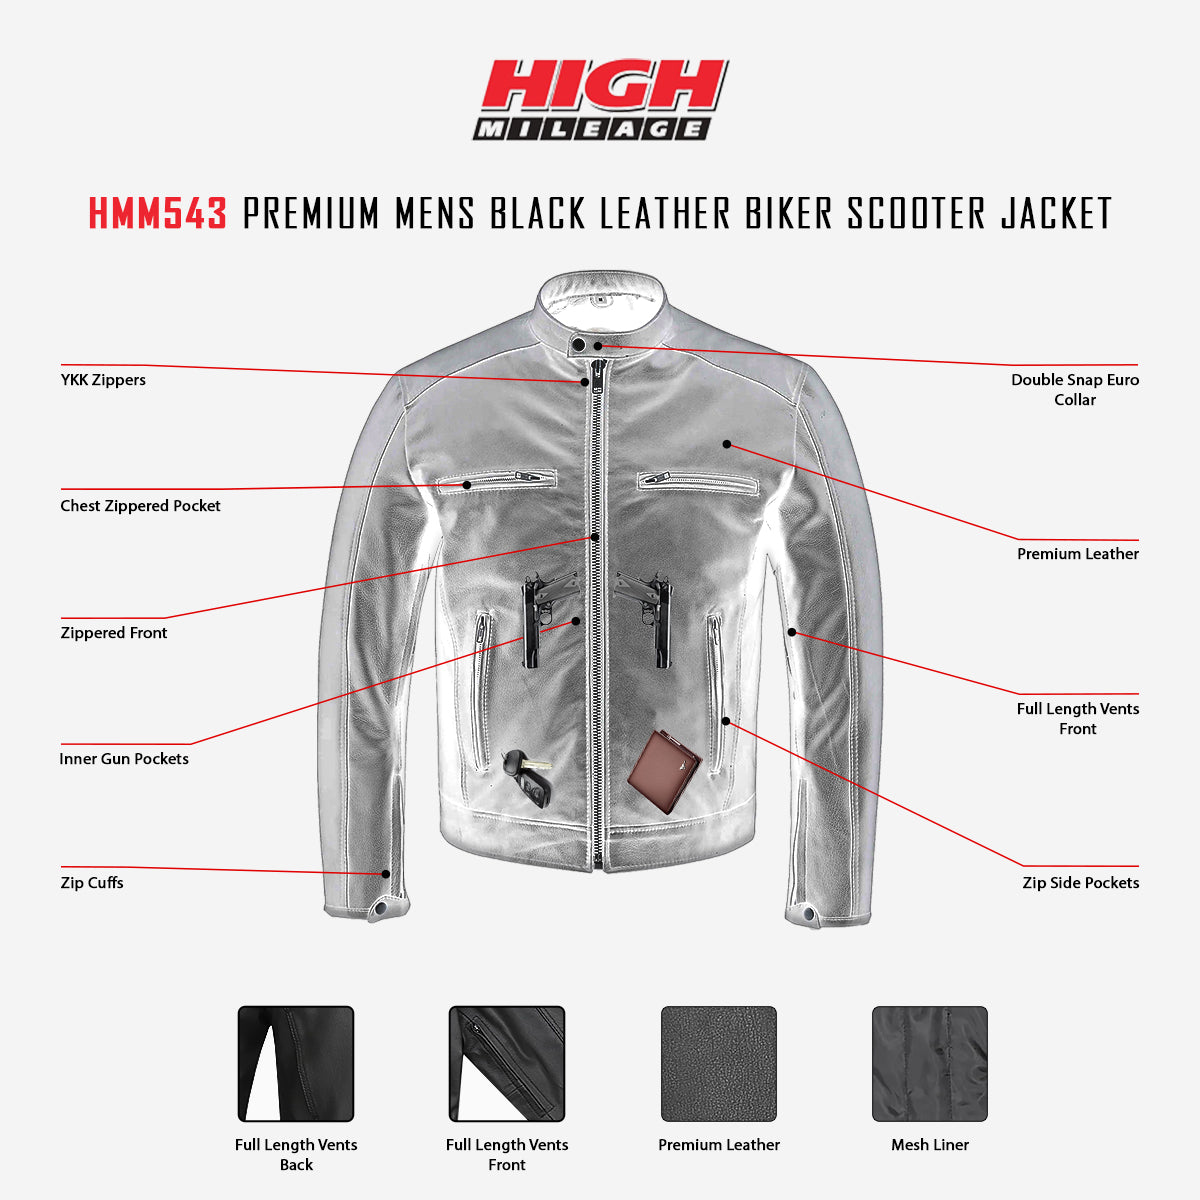 HIGH
MILEAGE
HMM543 PREMIUM MENS BLACK LEATHER BIKER SCOOTER JACKET
YKK Zippers
Double Snap Euro
Collar
Chest Zippered Pocket
Premium Leather
Zippered Front
Full Length Vents
Front
Inner Gun Pockets
Zip Cuffs
Zip Side Pockets
Full Length Vents
Back
Full Length Vents
Front
Premium Leather
Mesh Liner